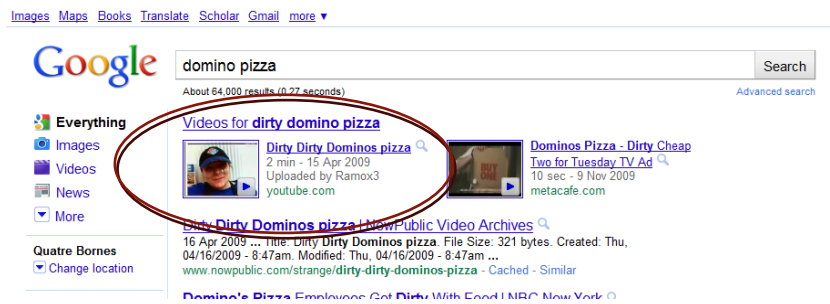 Images Maps Books Translate Scholar Gmail more ▼
Google
domino pizza
Search
About 64,000 results (0.27 seconds)
Advanced search
Everything
Images
Videos
News
More
Quatre Bornes
Change location
Videos for dirty domino pizza
Dirty Dirty Dominos pizza
2 min - 15 Apr 2009
Uploaded by Ramox3
youtube.com
BUY
ONE
Dominos Pizza - Dirty Cheap
Two for Tuesday TV Ad
10 sec - 9 Nov 2009
metacafe.com
Dirty Dirty Dominos pizza | NowPublic Video Archives
16 Apr 2009 ... Title: Dirty Dirty Dominos pizza. File Size: 321 bytes. Created: Thu,
04/16/2009 - 8:47am. Modified: Thu, 04/16/2009 - 8:47am ...
www.nowpublic.com/strange/dirty-dirty-dominos-pizza - Cached - Similar
Domino's Pizza Employees Get Dirty With Food | NBC New York